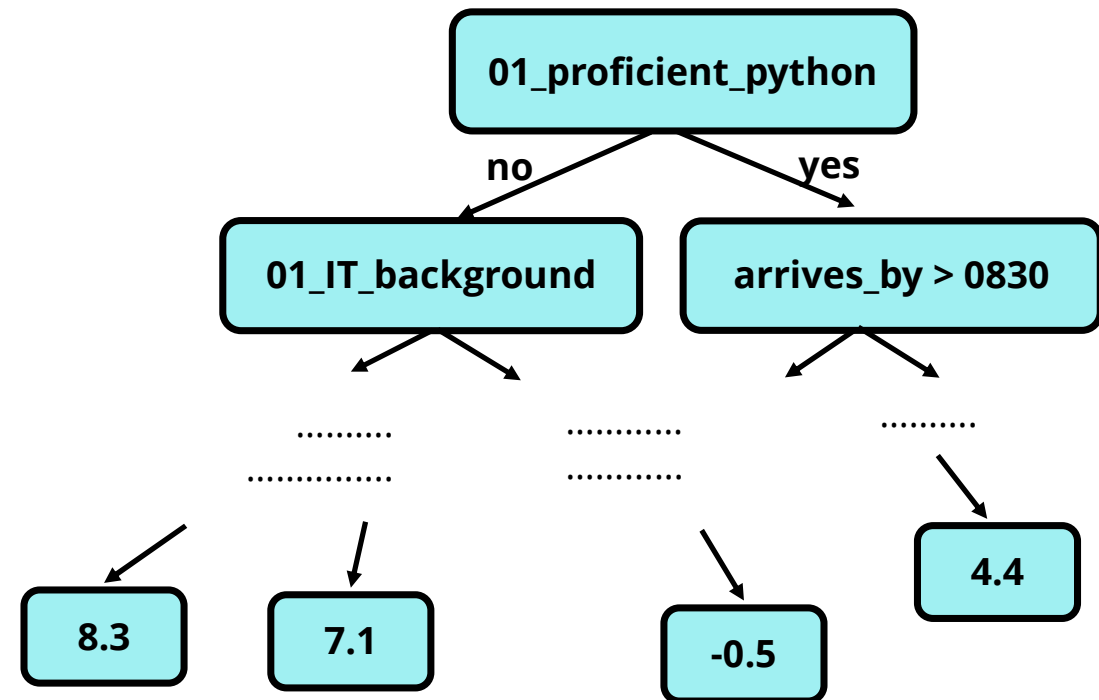 01_proficient_python
no
yes
01_IT_background
arrives_by > 0830
..........
............
..........
...............
............
4.4
8.3
7.1
-0.5